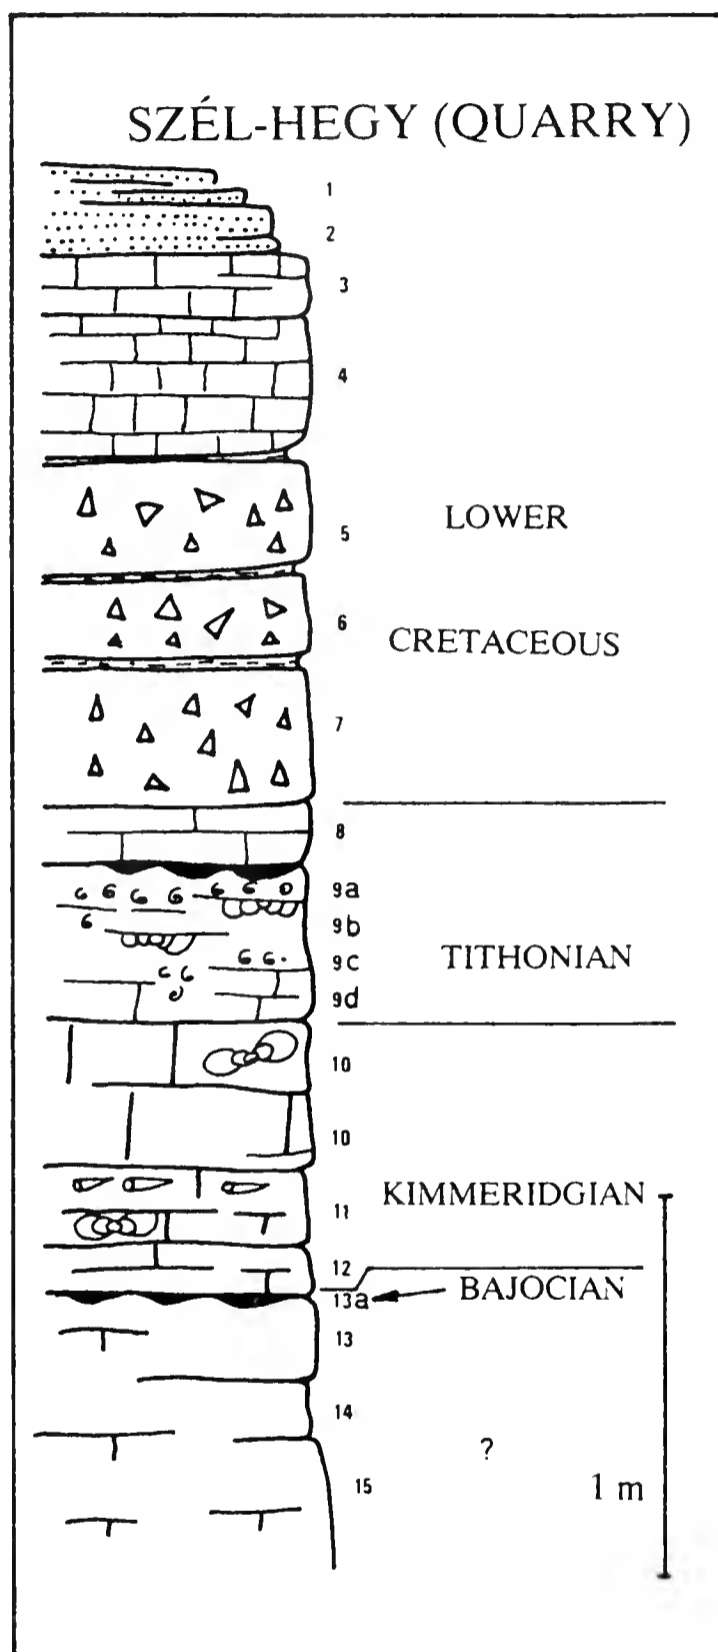 SZÉL-HEGY (QUARRY)
1
2
3
4
5
LOWER
6
CRETACEOUS
7
8
9a
9b
9c
TITHONIAN
9d
10
10
KIMMERIDGIAN
11
12
BAJOCIAN
13a
13
14
?
15
1 m